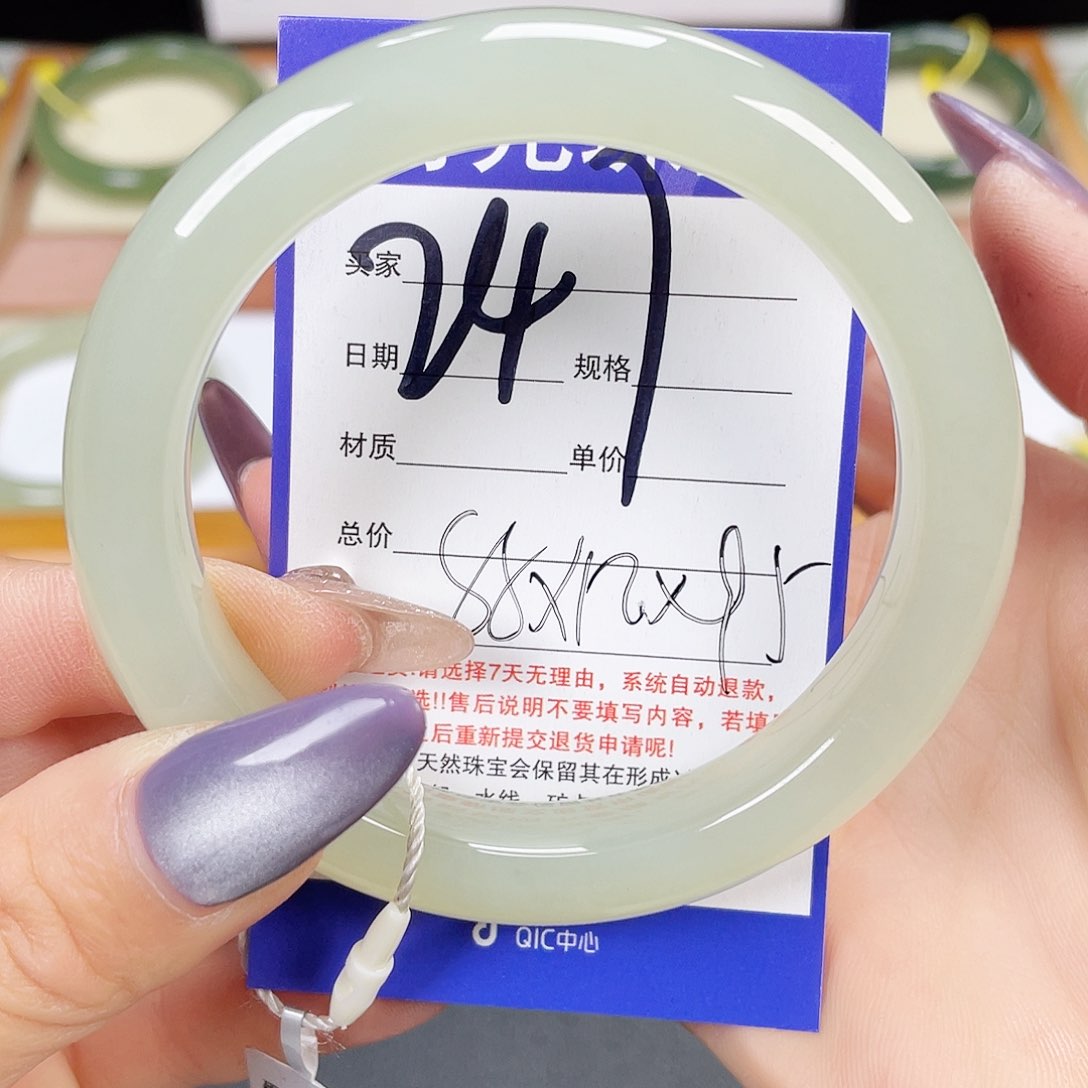 247
买家
日期 规格
材质 单价
总价
请选择7天无理由，系统自动退款，
选!!售后说明不要填写内容，若填
后重新提交退货申请呢!
天然珠宝会保留其在形成
QIC中心